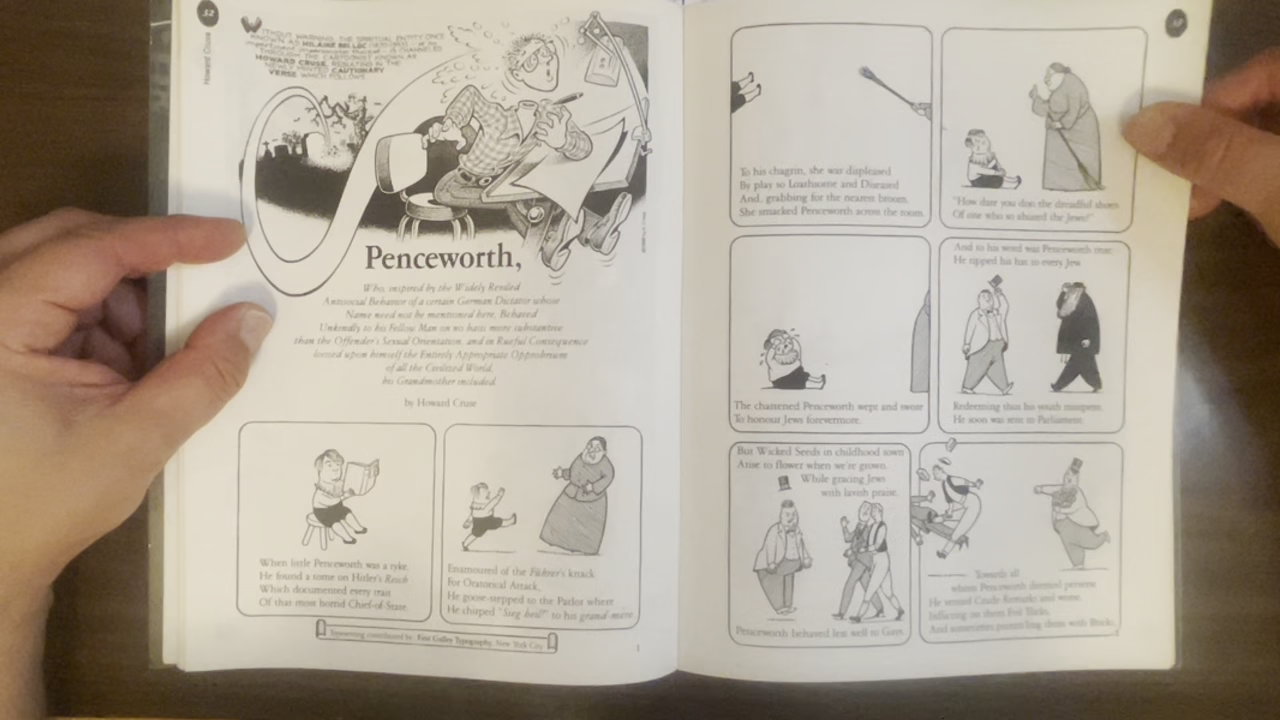 32
Howard Cruse
WITHOUT WARNING, THE SPIRITUAL ENTITY ONCE
KNOWN AS HILAIRE BELLOC
THROUGH THE CARTOONIST KNOWN AS
HOWARD CRUSE, RESULTING IN THE
NEWLY MINTED CAUTIONARY
VERSE WHICH FOLLOWS
Penceworth,
Who, inspired by the Widely Reviled
Antisocial Behavior of a certain German Dictator whose
Name need not be mentioned here, Behaved
Unkindly to his Fellow Man on no basis more substantive
than the Offender's Sexual Orientation, and in Rueful Consequence
loosed upon himself the Entirely Appropriate Opprobrium
of all the Civilized World,
his Grandmother included.
by Howard Cruse
When little Penceworth was a tyke,
He found a tome on Hitler's Reich
Which documented every trait
Of that most horrid Chief-of-State.
Enamoured of the Führer's knack
For Oratorical Attack,
He goose-stepped to the Parlor where
He chirped "Sieg heil!" to his grand-mère.
Typesetting contributed by First Galley Typography, New York City
To his chagrin, she was displeased
By play so Loathsome and Diseased
And, grabbing for the nearest broom,
She smacked Penceworth across the room.
"How dare you don the dreadful shoes
Of one who so abused the Jews!"
The chastened Penceworth wept and swore
To honour Jews forevermore.
And to his word was Penceworth true:
He tipped his hat to every Jew.
Redeeming thus his youth misspent,
He soon was sent to Parliament.
But Wicked Seeds in childhood sown
Arise to flower when we're grown.
While gracing Jews
with lavish praise,
Penceworth behaved less well to Gays.
Towards all
whom Penceworth deemed perverse
He vented Crude Remarks and worse,
Inflicting on them Foul Tricks,
And sometimes pummeling them with Bricks.